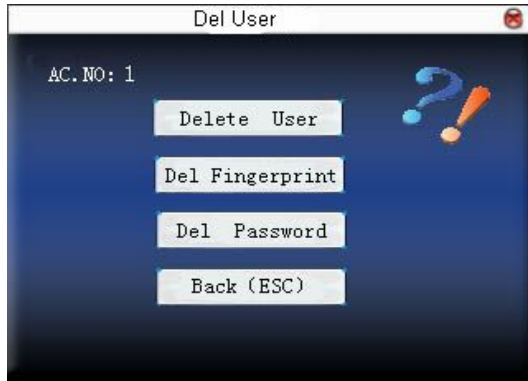 Del User
AC.NO: 1
Delete User
Del Fingerprint
Del Password
Back (ESC)